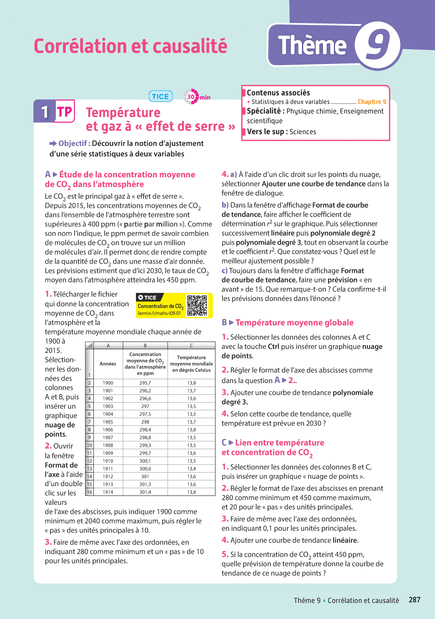 Corrélation et causalité
Thème 9
TICE
30 min
1 TP
Température
et gaz à « effet de serre »
Contenus associés
• Statistiques à deux variables Chapitre 9
Spécialité : Physique chimie, Enseignement
scientifique
Vers le sup : Sciences
Objectif : Découvrir la notion d'ajustement
d'une série statistiques à deux variables
A Étude de la concentration moyenne
de CO2 dans l'atmosphère
Le CO2 est le principal gaz à « effet de serre ».
Depuis 2015, les concentrations moyennes de CO2
dans l'ensemble de l'atmosphère terrestre sont
supérieures à 400 ppm (« partie par million »). Comme
son nom l'indique, le ppm permet de savoir combien
de molécules de CO2 on trouve sur un million
de molécules d'air. Il permet donc de rendre compte
de la quantité de CO2 dans une masse d'air donnée.
Les prévisions estiment que d'ici 2030, le taux de CO2
moyen dans l'atmosphère atteindra les 450 ppm.
1. Télécharger le fichier
qui donne la concentration
moyenne de CO2 dans
l'atmosphère et la
température moyenne mondiale chaque année de
1900 à
2015.
Sélection-
ner les don-
nées des
colonnes
A et B, puis
insérer un
graphique
nuage de
points.
2. Ouvrir
la fenêtre
Format de
l'axe à l'aide
d'un double
clic sur les
valeurs
de l'axe des abscisses, puis indiquer 1900 comme
minimum et 2040 comme maximum, puis régler le
« pas » des unités principales à 10.
3. Faire de même avec l'axe des ordonnées, en
indiquant 280 comme minimum et un « pas » de 10
pour les unités principales.
TICE
Concentration de CO2
A B C
1 Années Concentration moyenne de CO2 dans l'atmosphère en ppm Température moyenne mondiale en degrés Celsius
2 1900 295,7 13,8
3 1901 296,2 13,7
4 1902 296,6 13,6
5 1903 297 13,5
6 1904 297,5 13,5
7 1905 298 13,7
8 1906 298,4 13,8
9 1907 298,8 13,5
10 1908 299,3 13,5
11 1909 299,7 13,5
12 1910 300,1 13,5
13 1911 300,6 13,4
14 1912 301 13,6
15 1913 301,3 13,6
16 1914 301,4 13,8
4. a) À l'aide d'un clic droit sur les points du nuage,
sélectionner Ajouter une courbe de tendance dans la
fenêtre de dialogue.
b) Dans la fenêtre d'affichage Format de courbe
de tendance, faire afficher le coefficient de
détermination r² sur le graphique. Puis sélectionner
successivement linéaire puis polynomiale degré 2
puis polynomiale degré 3, tout en observant la courbe
et le coefficient r². Que constatez-vous ? Quel est le
meilleur ajustement possible ?
c) Toujours dans la fenêtre d'affichage Format
de courbe de tendance, faire une prévision « en
avant » de 15. Que remarque-t-on ? Cela confirme-t-il
les prévisions données dans l'énoncé ?
B Température moyenne globale
1. Sélectionner les données des colonnes A et C
avec la touche Ctrl puis insérer un graphique nuage
de points.
2. Régler le format de l'axe des abscisses comme
dans la question A 2..
3. Ajouter une courbe de tendance polynomiale
degré 3.
4. Selon cette courbe de tendance, quelle
température est prévue en 2030 ?
C Lien entre température
et concentration de CO2
1. Sélectionner les données des colonnes B et C,
puis insérer un graphique « nuage de points ».
2. Régler le format de l'axe des abscisses en prenant
280 comme minimum et 450 comme maximum,
et 20 pour le « pas » des unités principales.
3. Faire de même avec l'axe des ordonnées,
en indiquant 0,1 pour les unités principales.
4. Ajouter une courbe de tendance linéaire.
5. Si la concentration de CO2 atteint 450 ppm,
quelle prévision de température donne la courbe de
tendance de ce nuage de points ?
Thème 9 • Corrélation et causalité 287